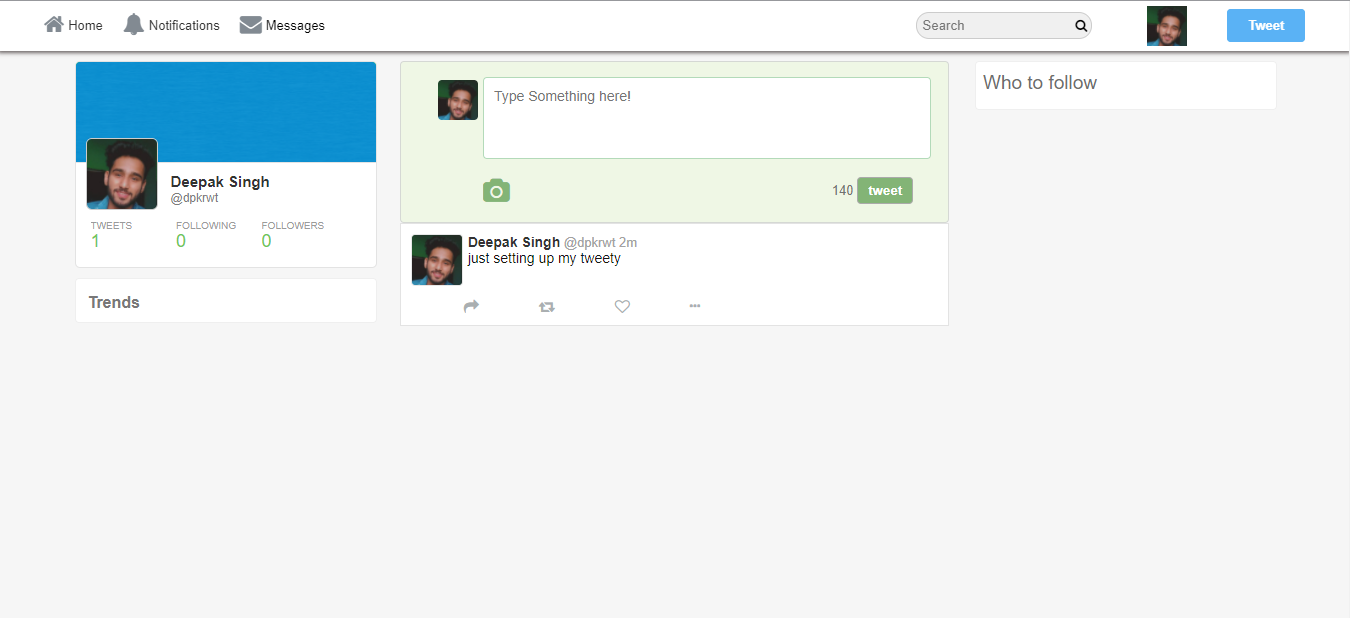 Home Notifications Messages Search Tweet
Deepak Singh
@dpkrwt
TWEETS FOLLOWING FOLLOWERS
1 0 0
Trends
Type Something here!
140 tweet
Deepak Singh @dpkrwt 2m
just setting up my tweety
Who to follow